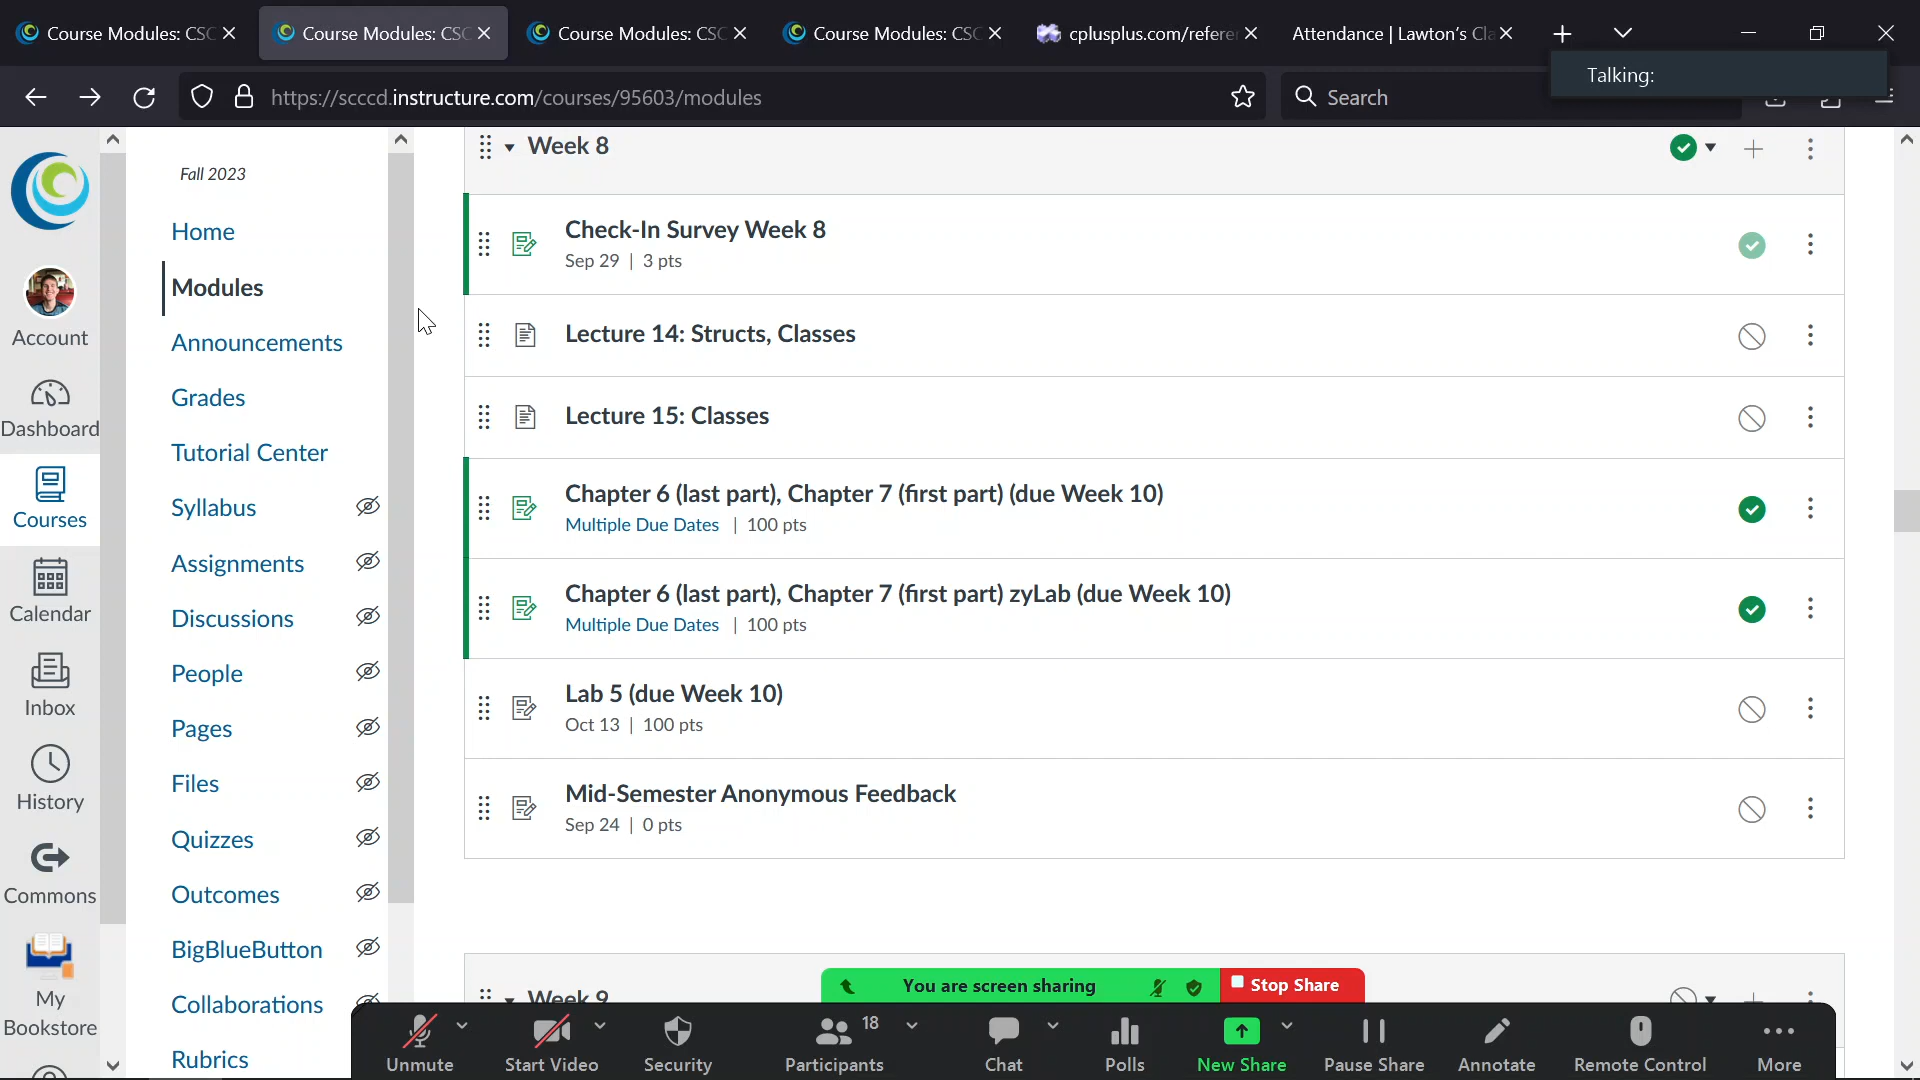 Course Modules: CSC
Course Modules: CSC
Course Modules: CSC
Course Modules: CSC
cplusplus.com/refere
Attendance | Lawton's Cla
Talking:
https://scccd.instructure.com/courses/95603/modules
Search
Fall 2023
Home
Modules
Announcements
Grades
Tutorial Center
Syllabus
Assignments
Discussions
People
Pages
Files
Quizzes
Outcomes
BigBlueButton
Collaborations
Rubrics
Account
Dashboard
Courses
Calendar
Inbox
History
Commons
My
Bookstore
Week 8
Check-In Survey Week 8
Sep 29 | 3 pts
Lecture 14: Structs, Classes
Lecture 15: Classes
Chapter 6 (last part), Chapter 7 (first part) (due Week 10)
Multiple Due Dates | 100 pts
Chapter 6 (last part), Chapter 7 (first part) zyLab (due Week 10)
Multiple Due Dates | 100 pts
Lab 5 (due Week 10)
Oct 13 | 100 pts
Mid-Semester Anonymous Feedback
Sep 24 | 0 pts
Week 9
You are screen sharing
Stop Share
Unmute
Start Video
Security
Participants
18
Chat
Polls
New Share
Pause Share
Annotate
Remote Control
More